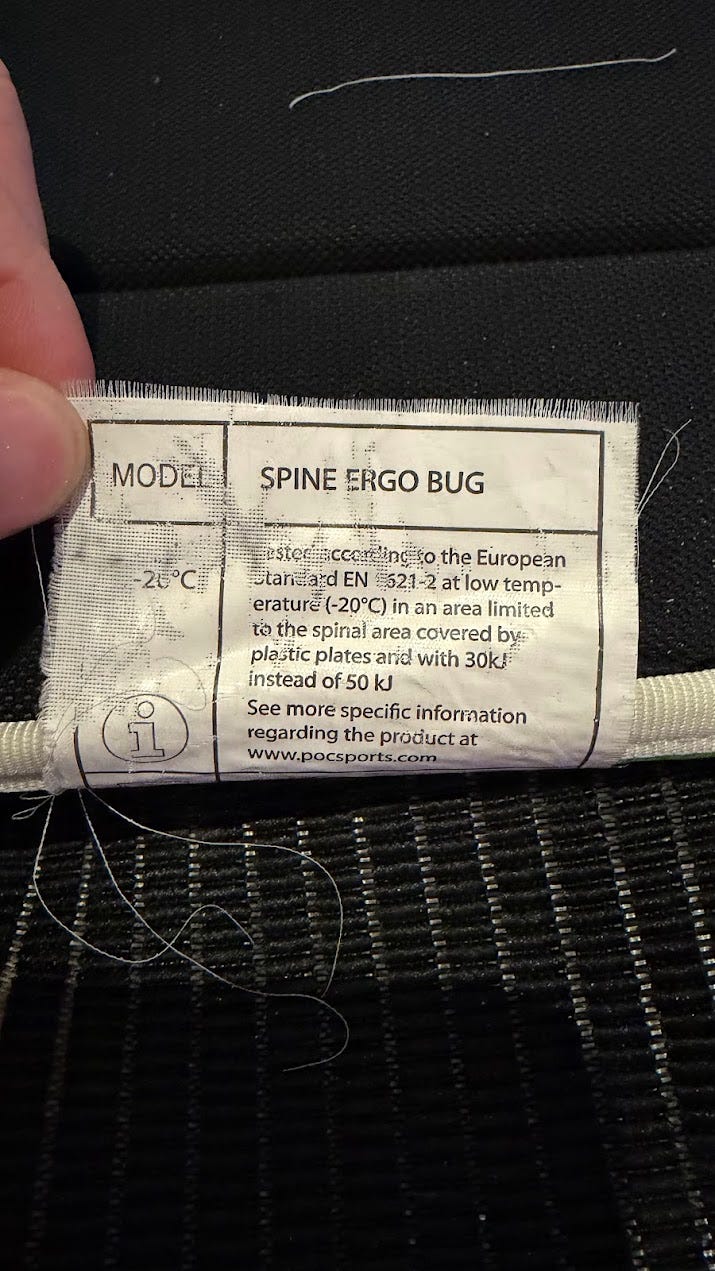 MODEL
SPINE ERGO BUG
-20°C
to the European
EN 1621-2 at low temp-
erature (-20°C) in an area limited
to the spinal area covered by
plastic plates and with 30kJ
instead of 50 kJ
i
See more specific information
regarding the product at
www.pocsports.com